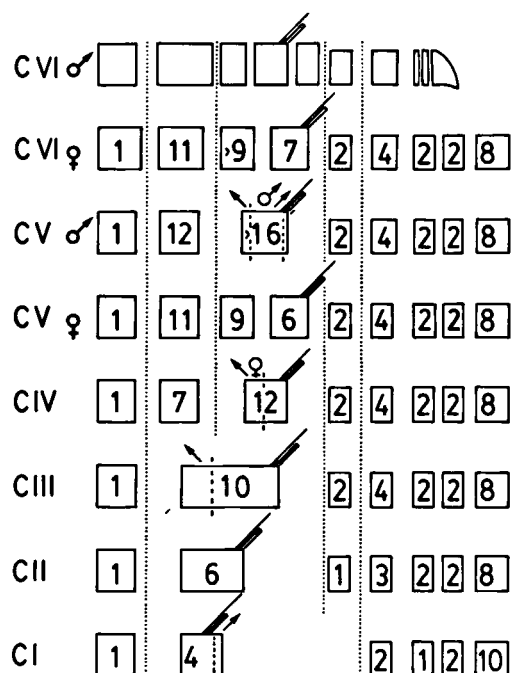 CVI ♂
CVI ♀ 1 11 9 7 2 4 2 2 8
♂
CV ♂ 1 12 16 2 4 2 2 8
CV ♀ 1 11 9 6 2 4 2 2 8
♀
CIV 1 7 12 2 4 2 2 8
CIII 1 10 2 4 2 2 8
CII 1 6 1 3 2 2 8
CI 1 4 2 1 2 10